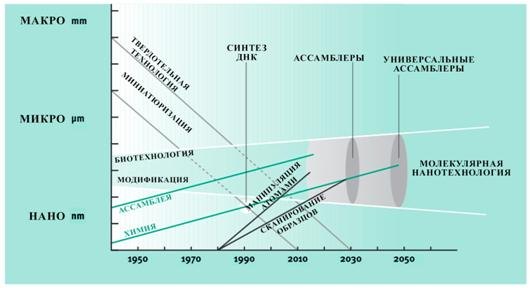 МАКРО mm
ТВЕРДОТЕЛЬНАЯ
ТЕХНОЛОГИЯ
МИНИАТЮРИЗАЦИЯ
СИНТЕЗ
ДНК
АССАМБЛЕРЫ
УНИВЕРСАЛЬНЫЕ
АССАМБЛЕРЫ
МИКРО µm
БИОТЕХНОЛОГИЯ
МОДИФИКАЦИЯ
АССАМБЛЕЯ
ХИМИЯ
МАНИПУЛЯЦИЯ
АТОМАМИ
СКАНИРОВАНИЕ
ОБРАЗЦОВ
МОЛЕКУЛЯРНАЯ
НАНОТЕХНОЛОГИЯ
НАНО nm
1950 1970 1990 2010 2030 2050